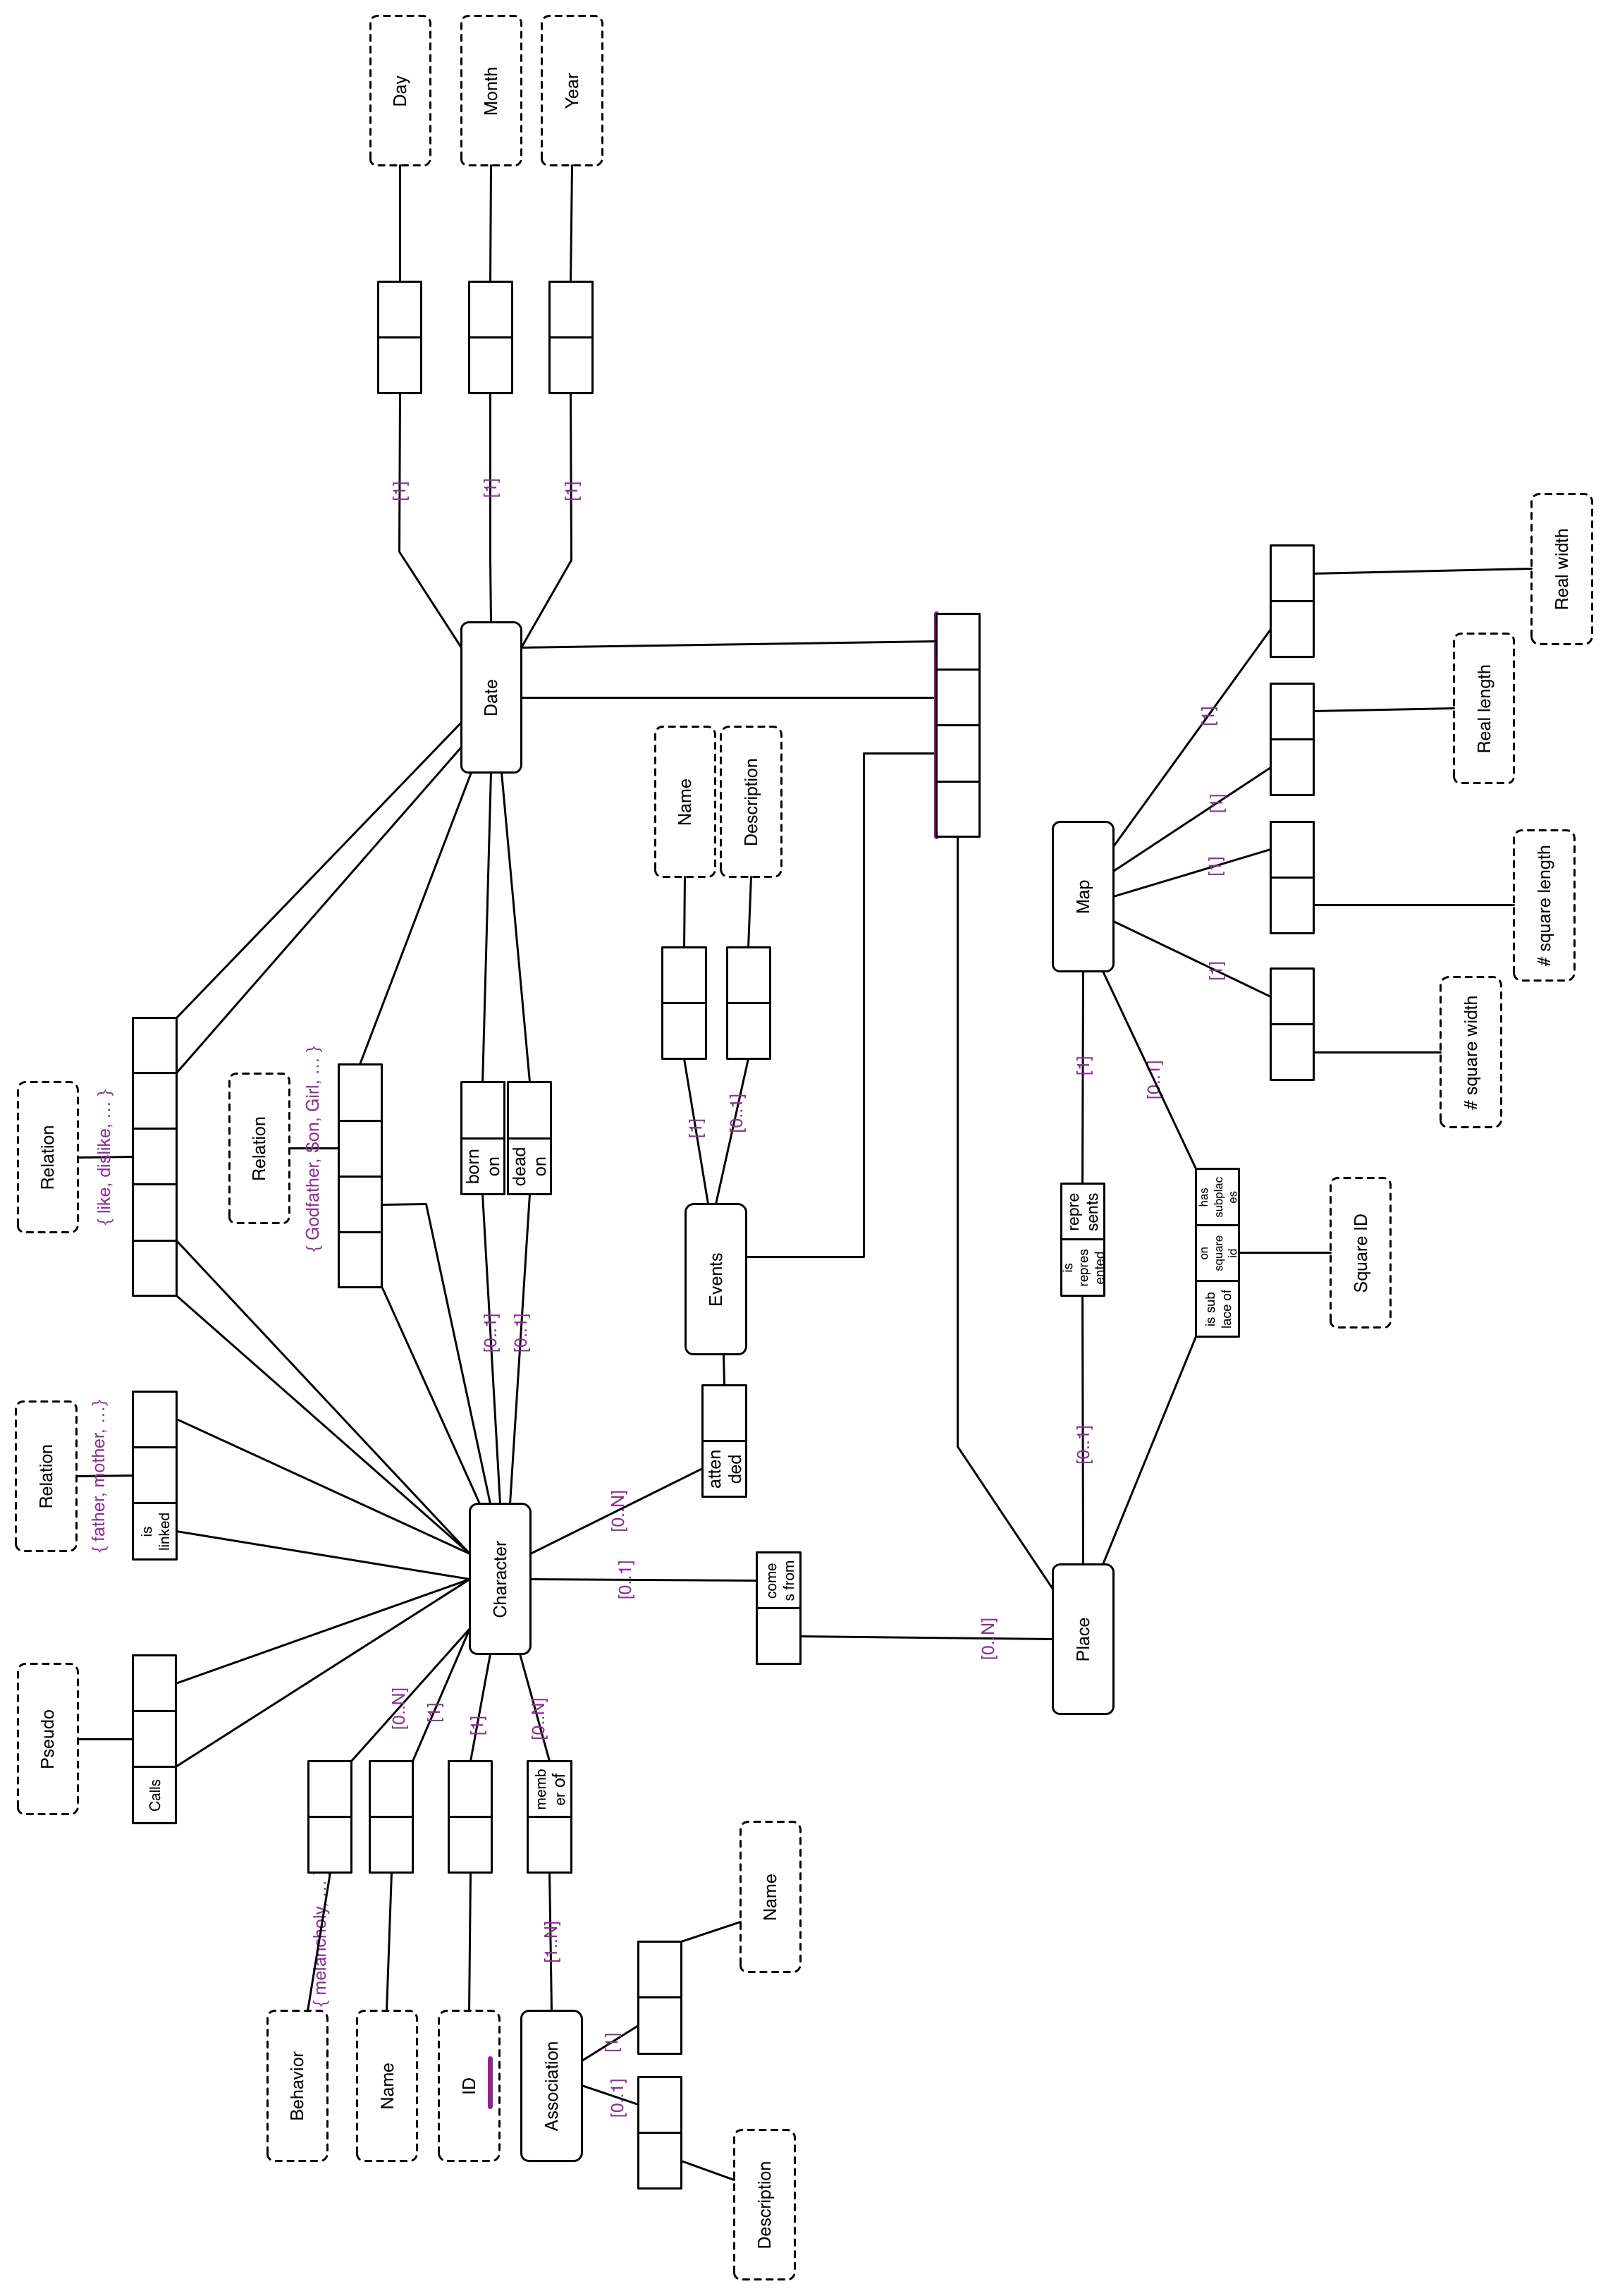 Relation
{ like, dislike, ... }
Relation
{ Godfather, Son, Girl, ... }
Relation
{ father, mother, ...}
is
linked
Pseudo
Calls
Day
Month
Year
[1]
[1]
[1]
Date
born
on
dead
on
[0..1]
[0..1]
Character
[0..N]
[1]
[1]
[0..N]
memb
er of
{ melancholy, ...
Behavior
Name
ID
Association
[1..N]
[1]
[0..1]
Name
Description
Name
Description
[1]
[0..1]
Events
atten
ded
[0..N]
[0..1]
come
s from
[0..N]
Place
[0..1]
is
repres
ented
repre
sents
[1]
Map
[0..1]
is sub
lace of
on
square
id
has
subplac
es
Square ID
[1]
[1]
[1]
[1]
# square width
# square length
Real length
Real width